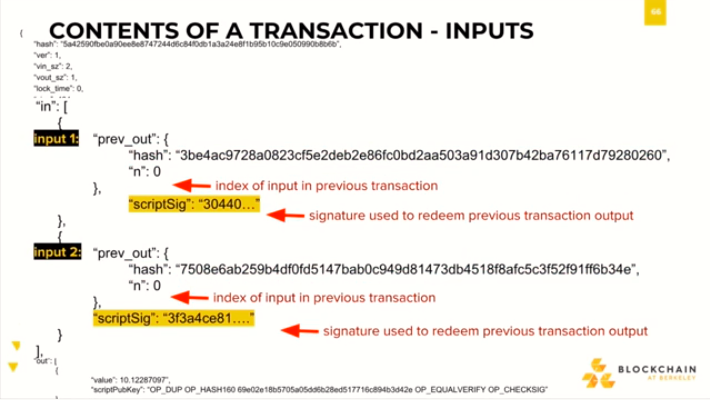 66
CONTENTS OF A TRANSACTION - INPUTS
{
"hash": "5a42590fbe0a90ee8e8747244d6c84f0db1a3a24e8f1b95b10c9e050990b8b6b",
"ver": 1,
"vin_sz": 2,
"vout_sz": 1,
"lock_time": 0,
"in": [
{
input 1: "prev_out": {
"hash": "3be4ac9728a0823cf5e2deb2e86fc0bd2aa503a91d307b42ba76117d79280260",
"n": 0
index of input in previous transaction
},
"scriptSig": "30440..."
signature used to redeem previous transaction output
},
{
input 2: "prev_out": {
"hash": "7508e6ab259b4df0fd5147bab0c949d81473db4518f8afc5c3f52f91ff6b34e",
"n": 0
index of input in previous transaction
},
"scriptSig": "3f3a4ce81...."
signature used to redeem previous transaction output
}
],
"out": [
{
"value": 10.12287097",
"scriptPubKey": "OP_DUP OP_HASH160 69e02e18b5705a05dd6b28ed517716c894b3d42e OP_EQUALVERIFY OP_CHECKSIG"
}
BLOCKCHAIN
AT BERKELEY